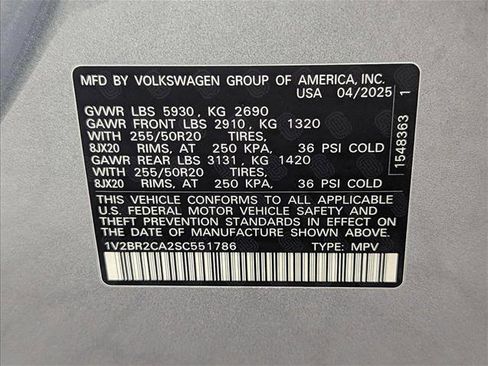 MFD BY VOLKSWAGEN GROUP OF AMERICA, INC.
USA 04/2025
GVWR LBS 5930, KG 2690
GAWR FRONT LBS 2910, KG 1320
WITH 255/50R20 TIRES,
8JX20 RIMS, AT 250 KPA, 36 PSI COLD
GAWR REAR LBS 3131, KG 1420
WITH 255/50R20 TIRES,
8JX20 RIMS, AT 250 KPA, 36 PSI COLD
THIS VEHICLE CONFORMS TO ALL APPLICABLE
U.S. FEDERAL MOTOR VEHICLE SAFETY AND
THEFT PREVENTION STANDARDS IN EFFECT ON
THE DATE OF MANUFACTURE SHOWN ABOVE.
1V2BR2CA2SC551786 TYPE: MPV
1548363 1